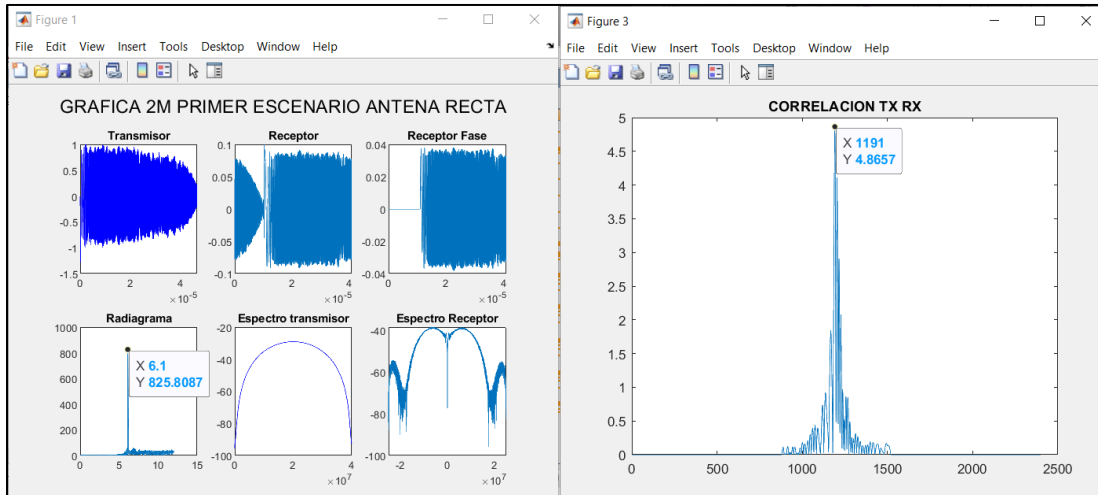 Figure 1
File Edit View Insert Tools Desktop Window Help
GRAFICA 2M PRIMER ESCENARIO ANTENA RECTA
Transmisor
1
0.5
0
-0.5
-1
-1.5
0 2 4
×10^-5
Receptor
0.1
0.05
0
-0.05
-0.1
0 2 4
×10^-5
Receptor Fase
0.04
0.02
0
-0.02
-0.04
0 2 4
×10^-5
Radiagrama
1000
800
600
400
200
0
X 6.1
Y 825.8087
0 5 10 15
Espectro transmisor
-20
-40
-60
-80
-100
0 2 4
×10^7
Espectro Receptor
-40
-60
-80
-100
-2 0 2
×10^7
Figure 3
File Edit View Insert Tools Desktop Window Help
CORRELACION TX RX
5
4.5
4
3.5
3
2.5
2
1.5
1
0.5
0
X 1191
Y 4.8657
0 500 1000 1500 2000 2500